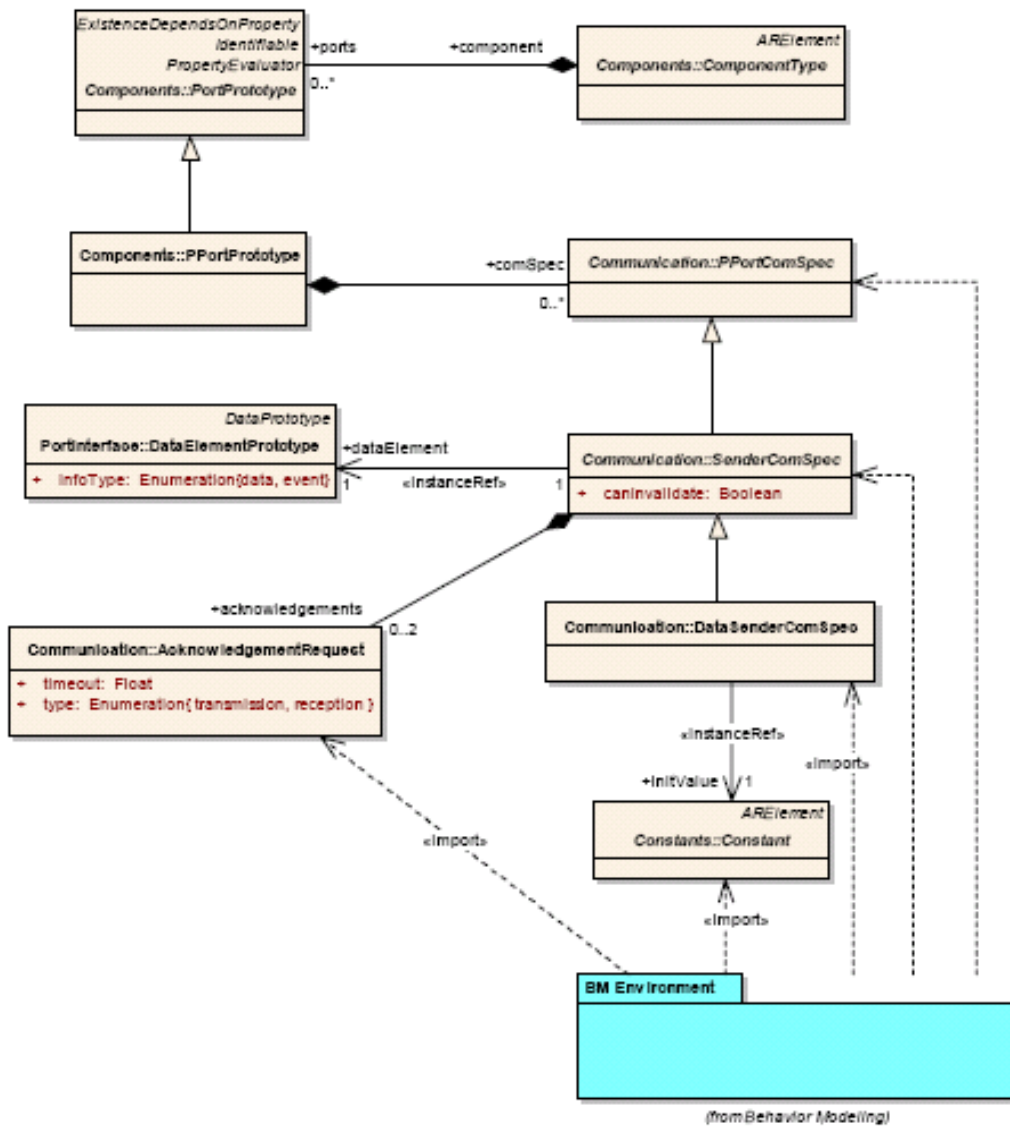 ExistenceDependsOnProperty
Identifiable
PropertyEvaluator
Components::PortPrototype
+ports
0..*
+component
ARElement
Components::ComponentType
Components::PPortPrototype
+comSpec
0..*
Communication::PPortComSpec
DataPrototype
PortInterface::DataElementPrototype
+ infoType: Enumeration{data, event}
+dataElement
1
«InstanceRef»
1
Communication::SenderComSpec
+ canInvalidate: Boolean
+acknowledgements
0..2
Communication::AcknowledgementRequest
+ timeout: Float
+ type: Enumeration{ transmission, reception }
Communication::DataSenderComSpec
«InstanceRef»
«Import»
+initValue
1
ARElement
Constants::Constant
«Import»
«Import»
BM Environment
(from Behavior Modeling)